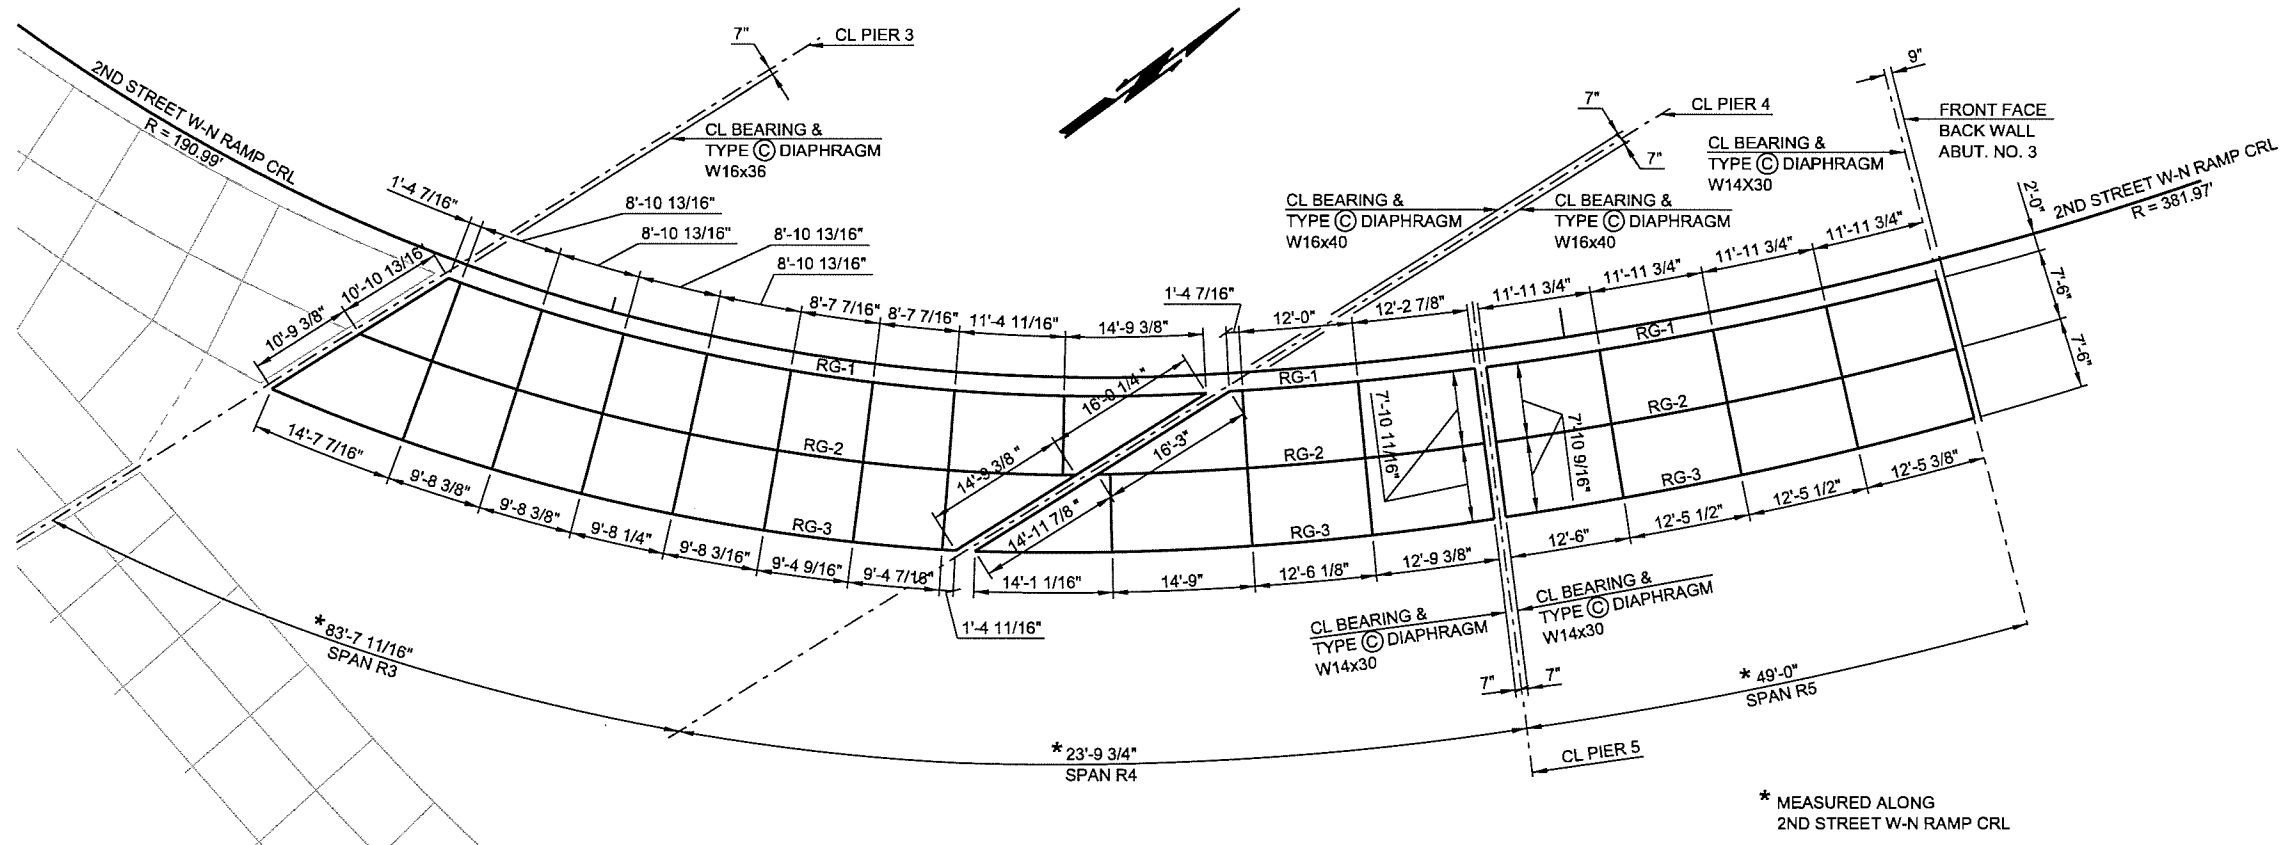 7"
CL PIER 3
2ND STREET W-N RAMP CRL
R = 190.99'
CL BEARING &
TYPE Ⓒ DIAPHRAGM
W16x36
7"
CL PIER 4
7"
9"
FRONT FACE
BACK WALL
ABUT. NO. 3
CL BEARING &
TYPE Ⓒ DIAPHRAGM
W14X30
CL BEARING &
TYPE Ⓒ DIAPHRAGM
W16x40
CL BEARING &
TYPE Ⓒ DIAPHRAGM
W16x40
2ND STREET W-N RAMP CRL
R = 381.97'
2'-0"
7'-6"
7'-6"
1'-4 7/16"
8'-10 13/16"
8'-10 13/16"
8'-10 13/16"
8'-10 13/16"
8'-7 7/16"
8'-7 7/16"
11'-4 11/16"
14'-9 3/8"
1'-4 7/16"
12'-0"
12'-2 7/8"
11'-11 3/4"
11'-11 3/4"
11'-11 3/4"
11'-11 3/4"
10'-9 3/8"
10'-10 13/16
RG-1
RG-1
RG-1
RG-2
RG-2
RG-2
RG-3
RG-3
RG-3
16'-0 1/4"
14'-9 3/8"
16'-3"
14'-11 7/8"
7'-10 11/16"
7'-10 9/16"
14'-7 7/16"
9'-8 3/8"
9'-8 3/8"
9'-8 1/4"
9'-8 3/16"
9'-4 9/16"
9'-4 7/16"
1'-4 11/16"
14'-1 1/16"
14'-9"
12'-6 1/8"
12'-9 3/8"
12'-6"
12'-5 1/2"
12'-5 1/2"
12'-5 3/8"
CL BEARING &
TYPE Ⓒ DIAPHRAGM
W14x30
CL BEARING &
TYPE Ⓒ DIAPHRAGM
W14x30
7"
7"
* 83'-7 11/16"
SPAN R3
* 23'-9 3/4"
SPAN R4
* 49'-0"
SPAN R5
CL PIER 5
* MEASURED ALONG
2ND STREET W-N RAMP CRL